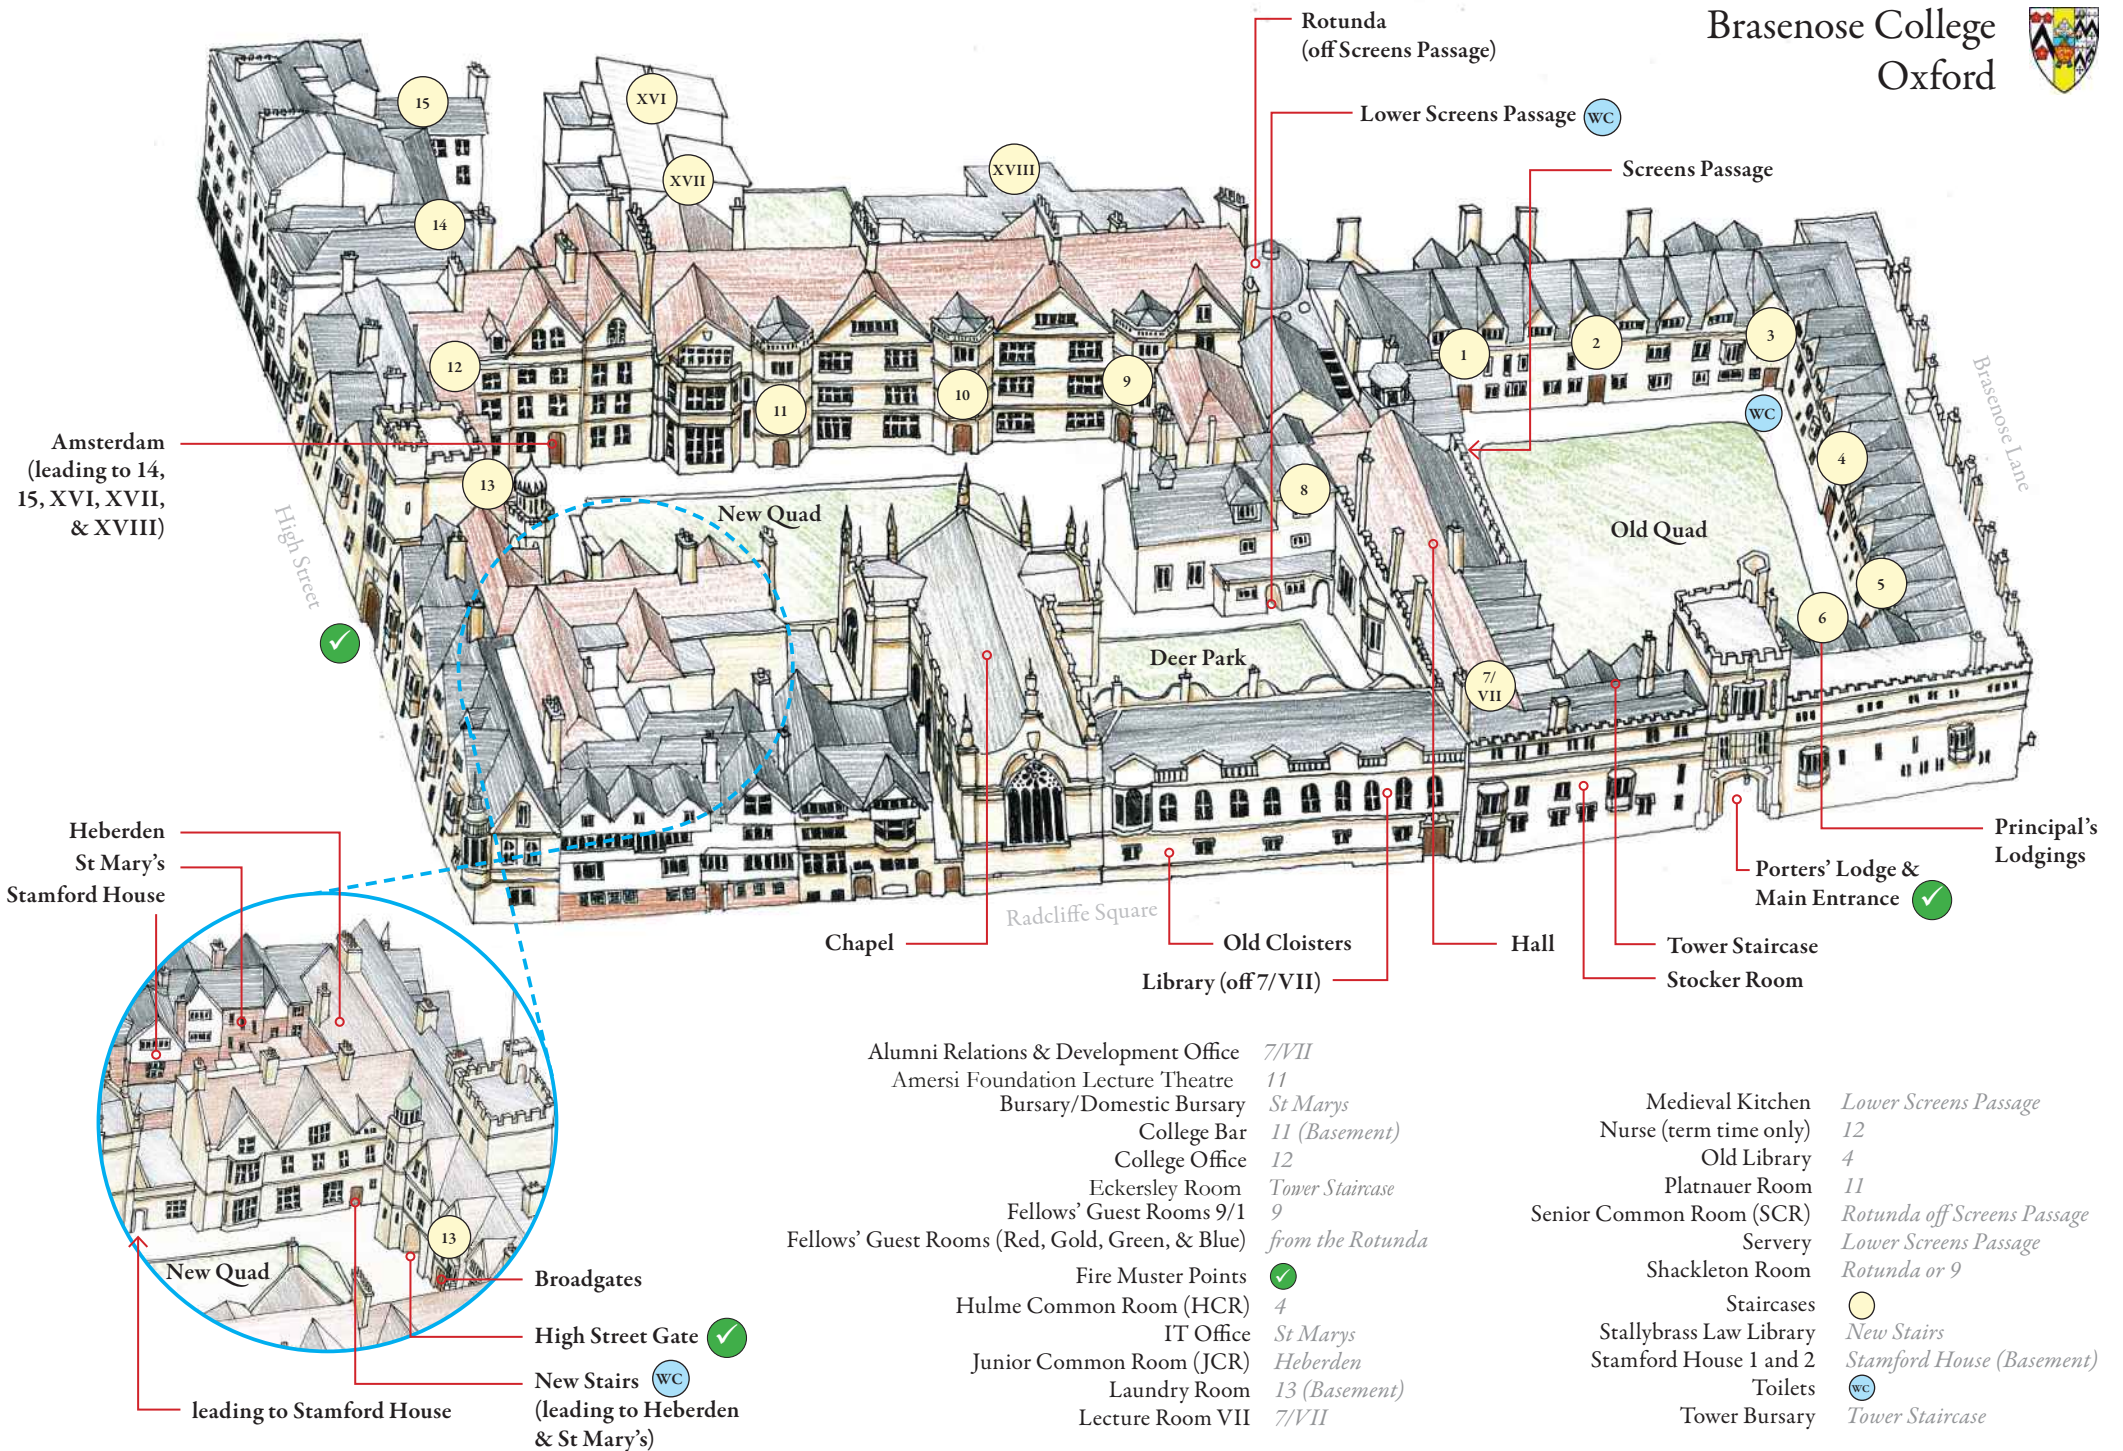 Brasenose College
Oxford
Rotunda
(off Screens Passage)
Lower Screens Passage
WC
Screens Passage
15
XVI
XVII
XVIII
14
12
11
10
9
1
2
3
WC
4
5
6
8
13
7/
VII
Amsterdam
(leading to 14,
15, XVI, XVII,
& XVIII)
High Street
Brasenose Lane
New Quad
Old Quad
Deer Park
Radcliffe Square
Heberden
St Mary's
Stamford House
Chapel
Old Cloisters
Library (off 7/VII)
Hall
Tower Staircase
Stocker Room
Porters' Lodge &
Main Entrance
Principal's
Lodgings
13
New Quad
Broadgates
High Street Gate
New Stairs
WC
(leading to Heberden
& St Mary's)
leading to Stamford House
Alumni Relations & Development Office 7/VII
Amersi Foundation Lecture Theatre 11
Bursary/Domestic Bursary St Marys
College Bar 11 (Basement)
College Office 12
Eckersley Room Tower Staircase
Fellows' Guest Rooms 9/1 9
Fellows' Guest Rooms (Red, Gold, Green, & Blue) from the Rotunda
Fire Muster Points
Hulme Common Room (HCR) 4
IT Office St Marys
Junior Common Room (JCR) Heberden
Laundry Room 13 (Basement)
Lecture Room VII 7/VII
Medieval Kitchen Lower Screens Passage
Nurse (term time only) 12
Old Library 4
Platnauer Room 11
Senior Common Room (SCR) Rotunda off Screens Passage
Servery Lower Screens Passage
Shackleton Room Rotunda or 9
Staircases
Stallybrass Law Library New Stairs
Stamford House 1 and 2 Stamford House (Basement)
Toilets WC
Tower Bursary Tower Staircase